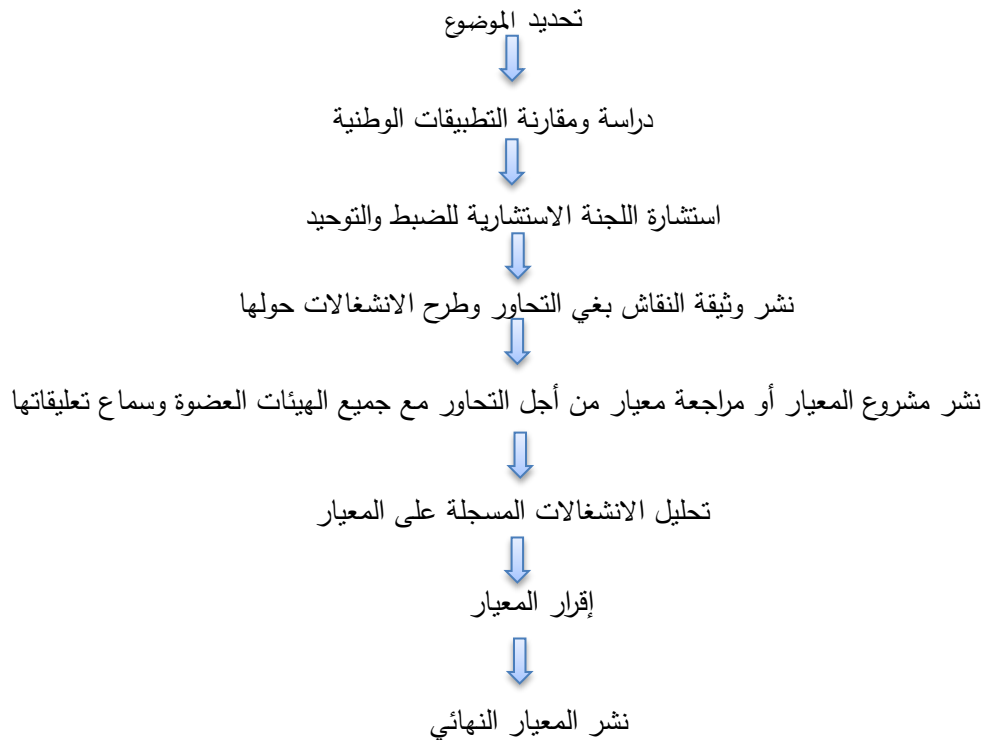 تحديد الموضوع
دراسة ومقارنة التطبيقات الوطنية
استشارة اللجنة الاستشارية للضبط والتوحيد
نشر وثيقة النقاش بغي التحاور وطرح الانشغالات حولها
نشر مشروع المعيار أو مراجعة معيار من أجل التحاور مع جميع الهيئات العضوة وسماع تعليقاتها
تحليل الانشغالات المسجلة على المعيار
إقرار المعيار
نشر المعيار النهائي